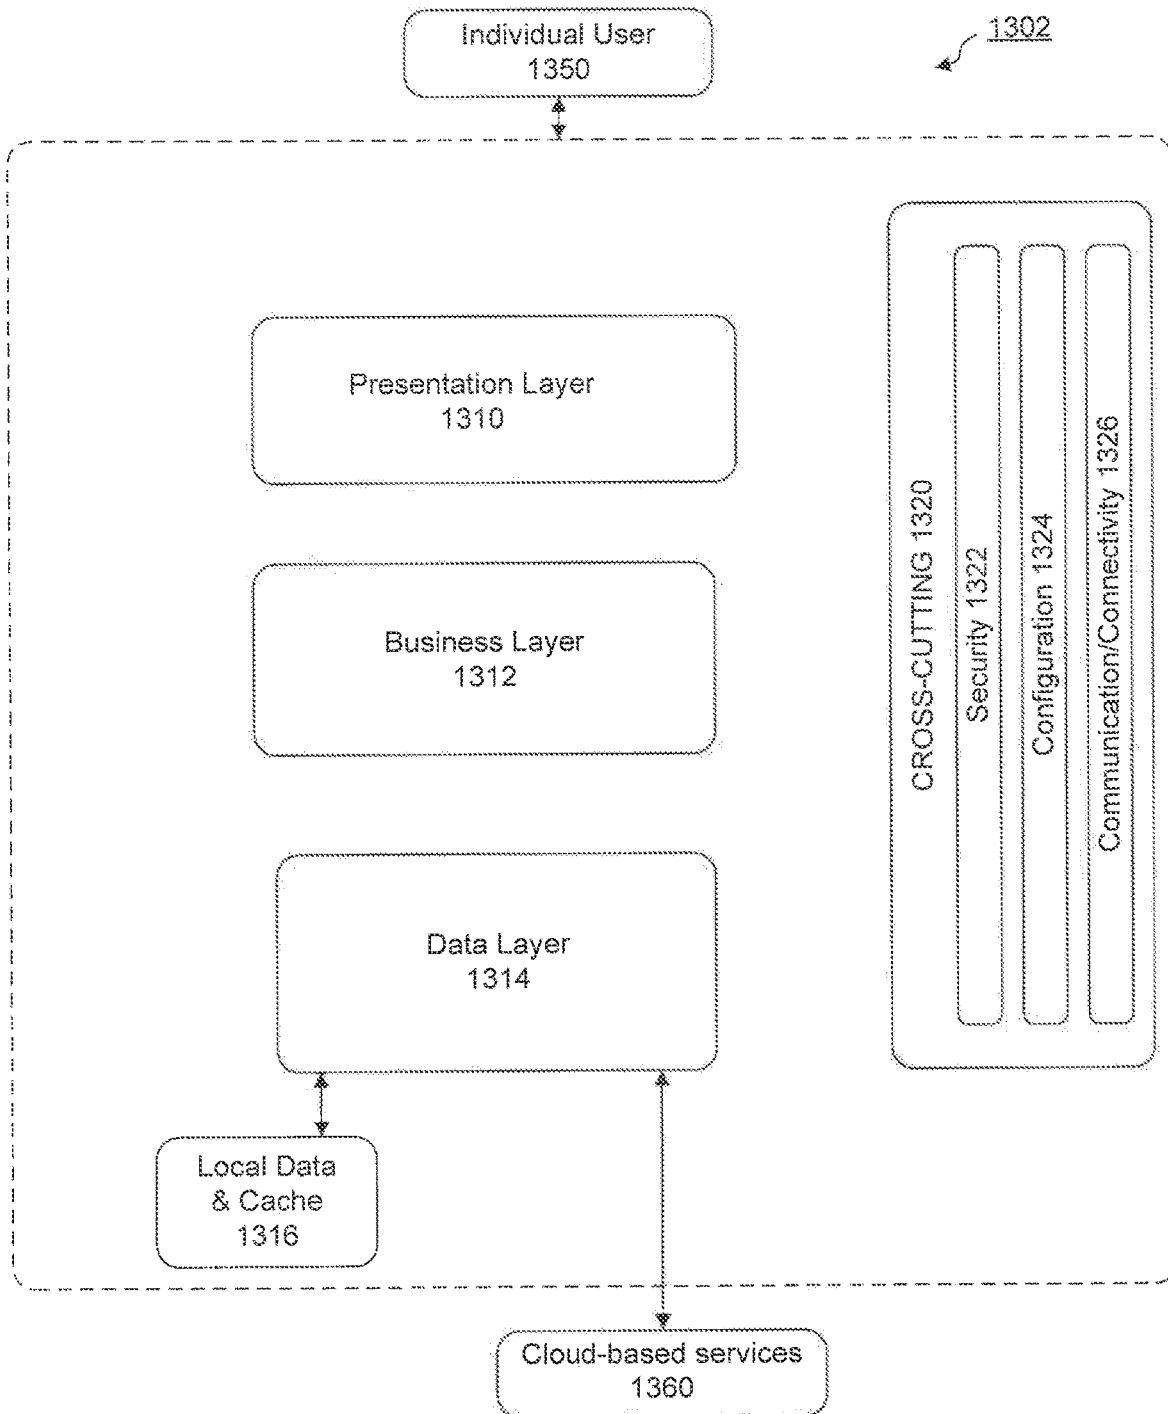 Individual User
1350
1302
Presentation Layer
1310
Business Layer
1312
Data Layer
1314
Local Data
& Cache
1316
CROSS-CUTTING 1320
Security 1322
Configuration 1324
Communication/Connectivity 1326
Cloud-based services
1360